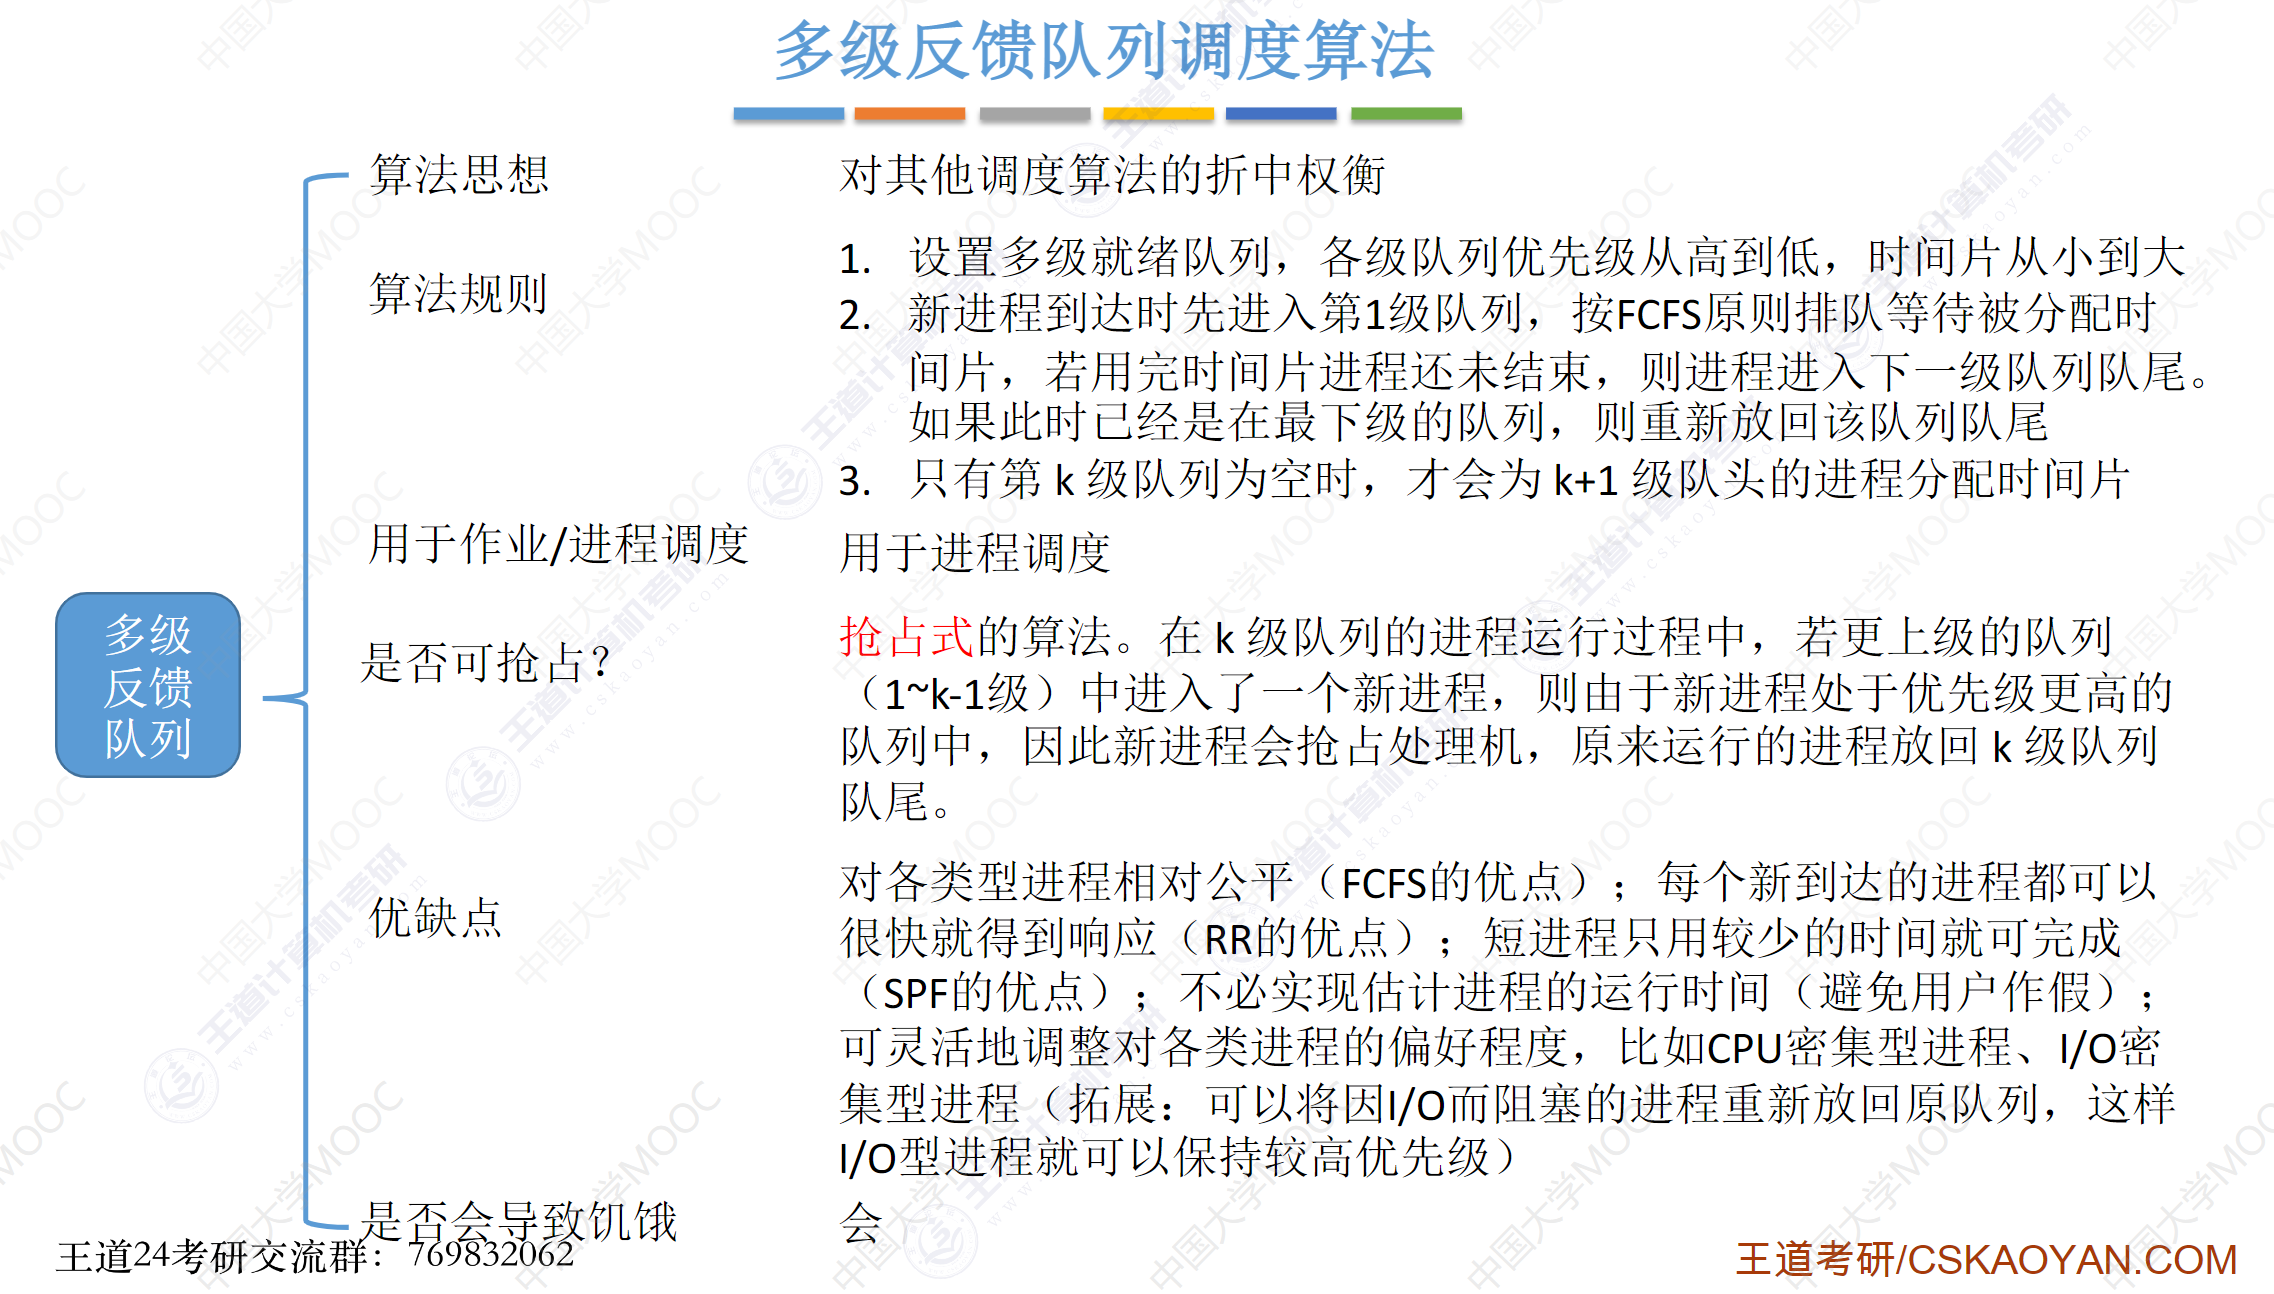 多级反馈队列调度算法
算法思想
对其他调度算法的折中权衡
算法规则
1. 设置多级就绪队列，各级队列优先级从高到低，时间片从小到大
2. 新进程到达时先进入第1级队列，按FCFS原则排队等待被分配时
间片，若用完时间片进程还未结束，则进程进入下一级队列队尾。
如果此时已经是在最下级的队列，则重新放回该队列队尾
3. 只有第 k 级队列为空时，才会为 k+1 级队头的进程分配时间片
用于作业/进程调度
用于进程调度
多级
反馈
队列
是否可抢占？
抢占式的算法。在 k 级队列的进程运行过程中，若更上级的队列
（1~k-1级）中进入了一个新进程，则由于新进程处于优先级更高的
队列中，因此新进程会抢占处理机，原来运行的进程放回 k 级队列
队尾。
优缺点
对各类型进程相对公平（FCFS的优点）；每个新到达的进程都可以
很快就得到响应（RR的优点）；短进程只用较少的时间就可完成
（SPF的优点）；不必实现估计进程的运行时间（避免用户作假）；
可灵活地调整对各类进程的偏好程度，比如CPU密集型进程、I/O密
集型进程（拓展：可以将因I/O而阻塞的进程重新放回原队列，这样
I/O型进程就可以保持较高优先级）
是否会导致饥饿
会
王道24考研交流群：769832062
王道考研/CSKAOYAN.COM
中国大学MOOC
王道计算机考研
www.cskaoyan.com